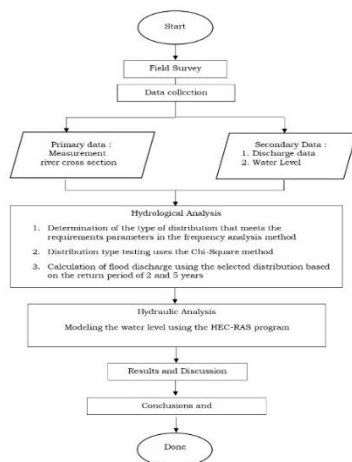 Start
Field Survey
Data collection
Primary data :
Measurement
river cross section
Secondary Data :
1. Discharge data
2. Water Level
Hydrological Analysis
1. Determination of the type of distribution that meets the
requirements parameters in the frequency analysis method
2. Distribution type testing uses the Chi-Square method
3. Calculation of flood discharge using the selected distribution based
on the return period of 2 and 5 years
Hydraulic Analysis
Modeling the water level using the HEC-RAS program
Results and Discussion
Conclusions and
Done